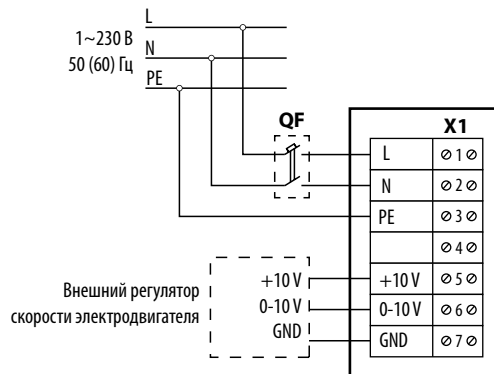 L
1~230 В
50 (60) Гц
N
PE
QF
X1
L 1
N 2
PE 3
4
+10 V +10 V 5
Внешний регулятор
скорости электродвигателя
0-10 V 0-10 V 6
GND GND 7